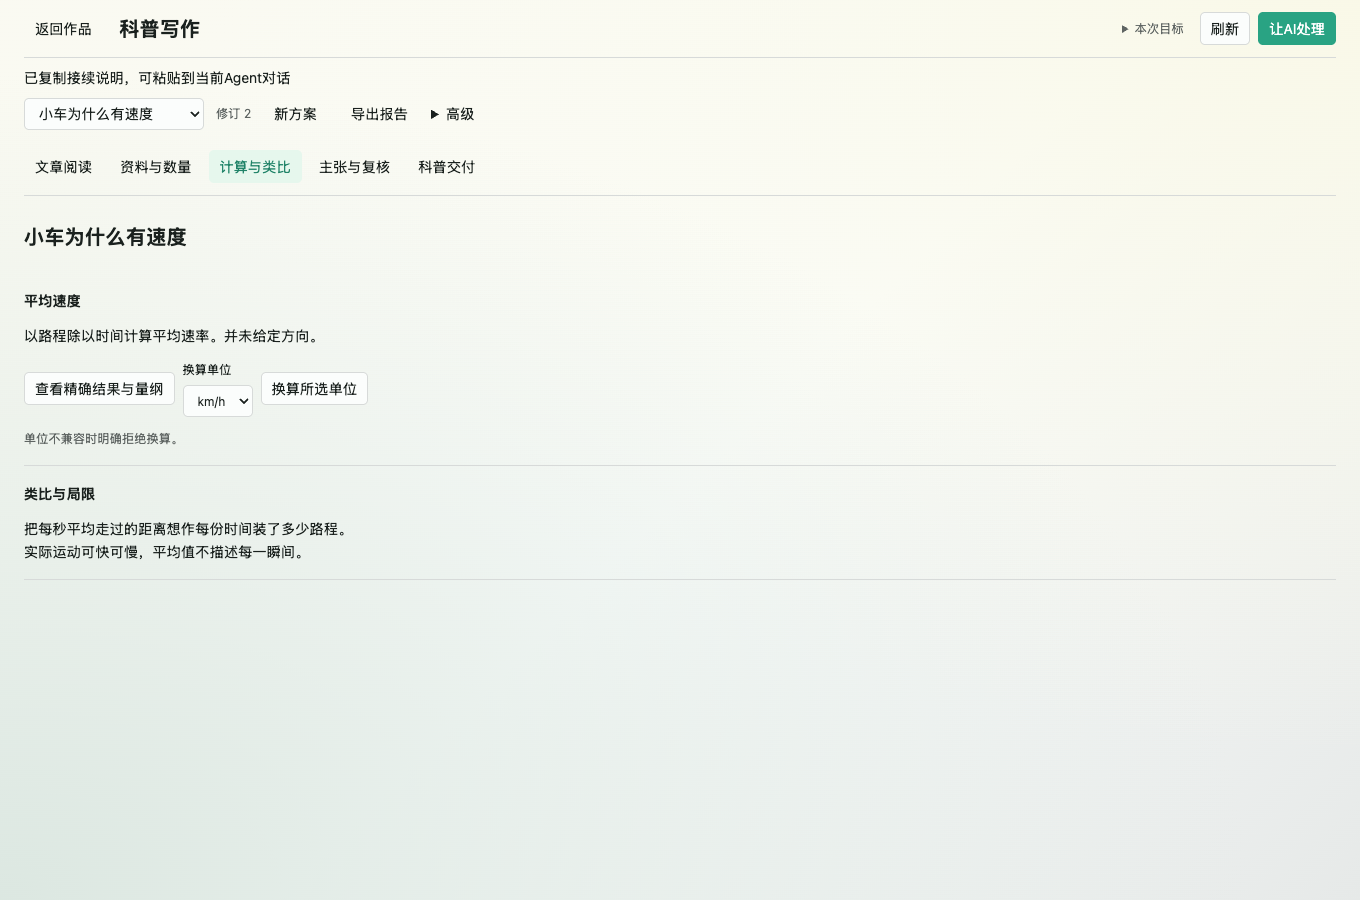 返回作品
科普写作
本次目标
刷新
让AI处理
已复制接续说明，可粘贴到当前Agent对话
小车为什么有速度
修订 2
新方案
导出报告
高级
文章阅读
资料与数量
计算与类比
主张与复核
科普交付
小车为什么有速度
平均速度
以路程除以时间计算平均速率。并未给定方向。
换算单位
查看精确结果与量纲
km/h
换算所选单位
单位不兼容时明确拒绝换算。
类比与局限
把每秒平均走过的距离想作每份时间装了多少路程。
实际运动可快可慢，平均值不描述每一瞬间。